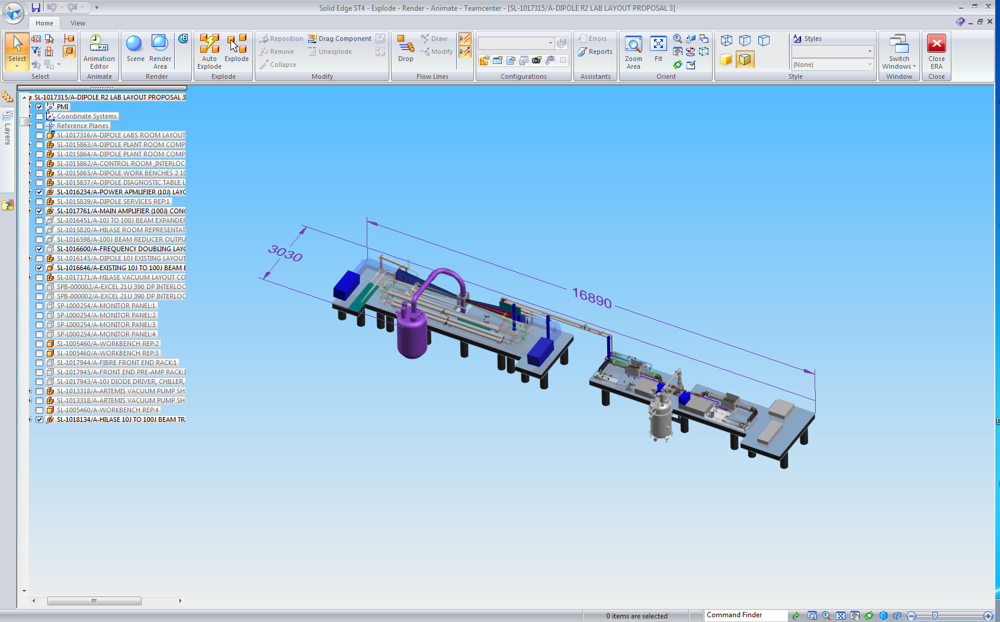 Solid Edge ST4 - Explode - Render - Animate - Teamcenter - [SL-1017315/A-DIPOLE R2 LAB LAYOUT PROPOSAL 3]
Home View
Select
Select
Animation Editor
Animate
Scene Render Area
Render
Auto Explode Explode
Explode
Reposition Drag Component
Remove Unexplode
Collapse
Modify
Drop Draw
Modify
Flow Lines
Configurations
Errors
Reports
Assistants
Zoom Area Fit
Orient
Styles
(None)
Style
Switch Windows
Window
Close ERA
Close
Layers
SL-1017315/A-DIPOLE R2 LAB LAYOUT PROPOSAL 3
PMI
Coordinate Systems
Reference Planes
SL-1017316/A-DIPOLE LABS ROOM LAYOUT
SL-1015863/A-DIPOLE PLANT ROOM COMP
SL-1015864/A-DIPOLE PLANT ROOM COMP
SL-1015862/A-CONTROL ROOM _INTERLOC
SL-1015865/A-DIPOLE WORK BENCHES 2 10
SL-1015837/A-DIPOLE DIAGNOSTIC TABLE L
SL-1016234/A-POWER APMLIFIER (10J) LAYO
SL-1015839/A-DIPOLE SERVICES REP:1
SL-1017761/A-MAIN AMPLIFIER (100J) CONC
SL-1016451/A-10J TO 100J BEAM EXPANDER
SL-1015820/A-HILASE ROOM REPRESENTAT
SL-1016598/A-100J BEAM REDUCER OUTPU
SL-1016600/A-FREQUENCY DOUBLING LAYO
SL-1016145/A-DIPOLE 10J EXISTING LAYOUT
SL-1016646/A-EXISTING 10J TO 100J BEAM E
SL-1017171/A-HILASE VACUUM LAYOUT CO
SPB-000002/A-EXCEL 21U 390 DP INTERLOC
SPB-000002/A-EXCEL 21U 390 DP INTERLOC
SP-L000254/A-MONITOR PANEL:1
SP-L000254/A-MONITOR PANEL:2
SP-L000254/A-MONITOR PANEL:3
SP-L000254/A-MONITOR PANEL:4
SL-1005460/A-WORKBENCH REP:2
SL-1005460/A-WORKBENCH REP:3
SL-1017944/A-FIBRE FRONT END RACK:1
SL-1017945/A-FRONT END PRE-AMP RACK:1
SL-1017943/A-10J DIODE DRIVER, CHILLER,
SL-1013318/A-ARTEMIS VACUUM PUMP SH
SL-1013318/A-ARTEMIS VACUUM PUMP SH
SL-1005460/A-WORKBENCH REP:4
SL-1018134/A-HILASE 10J TO 100J BEAM TRA
3030
16890
0 items are selected
Command Finder